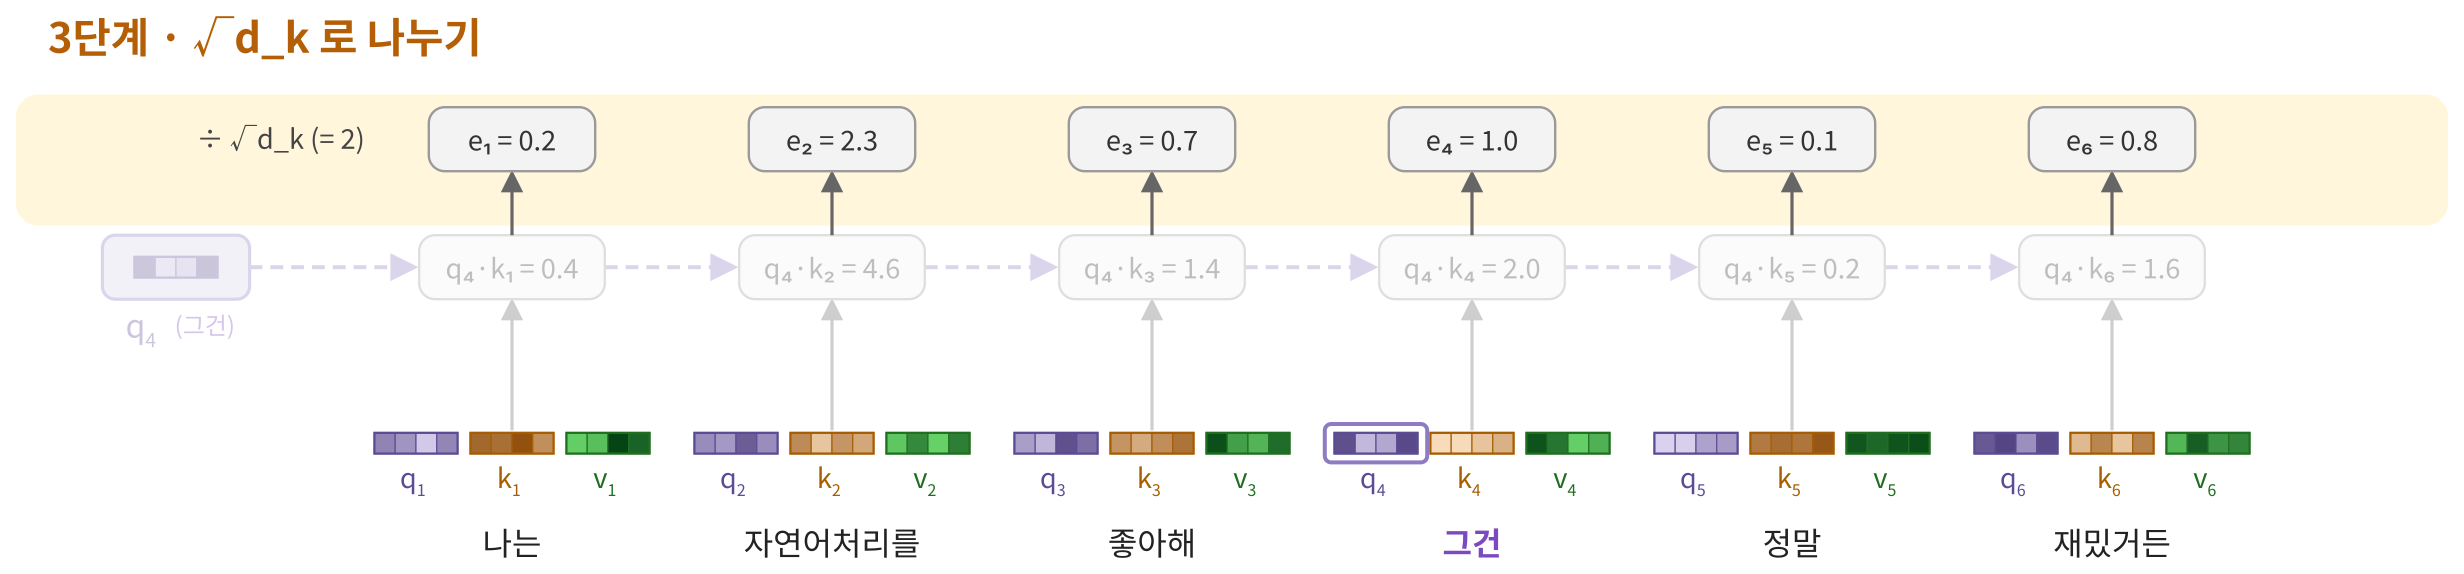 3단계 · √d_k 로 나누기
÷ √d_k (= 2)
e₁ = 0.2
e₂ = 2.3
e₃ = 0.7
e₄ = 1.0
e₅ = 0.1
e₆ = 0.8
q₄ · k₁ = 0.4
q₄ · k₂ = 4.6
q₄ · k₃ = 1.4
q₄ · k₄ = 2.0
q₄ · k₅ = 0.2
q₄ · k₆ = 1.6
q₄ (그건)
q₁ k₁ v₁
q₂ k₂ v₂
q₃ k₃ v₃
q₄ k₄ v₄
q₅ k₅ v₅
q₆ k₆ v₆
나는
자연어처리를
좋아해
그건
정말
재밌거든